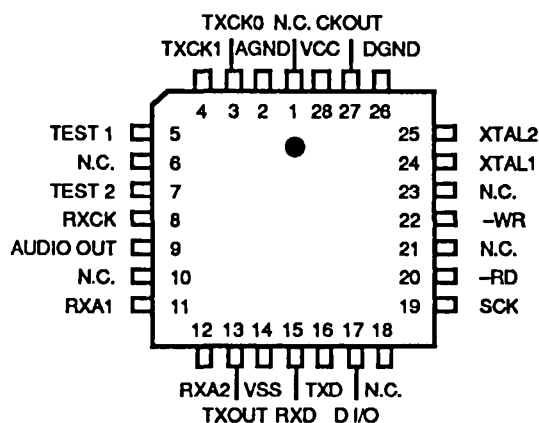 TXCK0 N.C. CKOUT
TXCK1 AGND VCC DGND
4 3 2 1 28 27 26
TEST 1 5 25 XTAL2
N.C. 6 24 XTAL1
TEST 2 7 23 N.C.
RXCK 8 22 –WR
AUDIO OUT 9 21 N.C.
N.C. 10 20 –RD
RXA1 11 19 SCK
12 13 14 15 16 17 18
RXA2 VSS TXD N.C.
TXOUT RXD D I/O